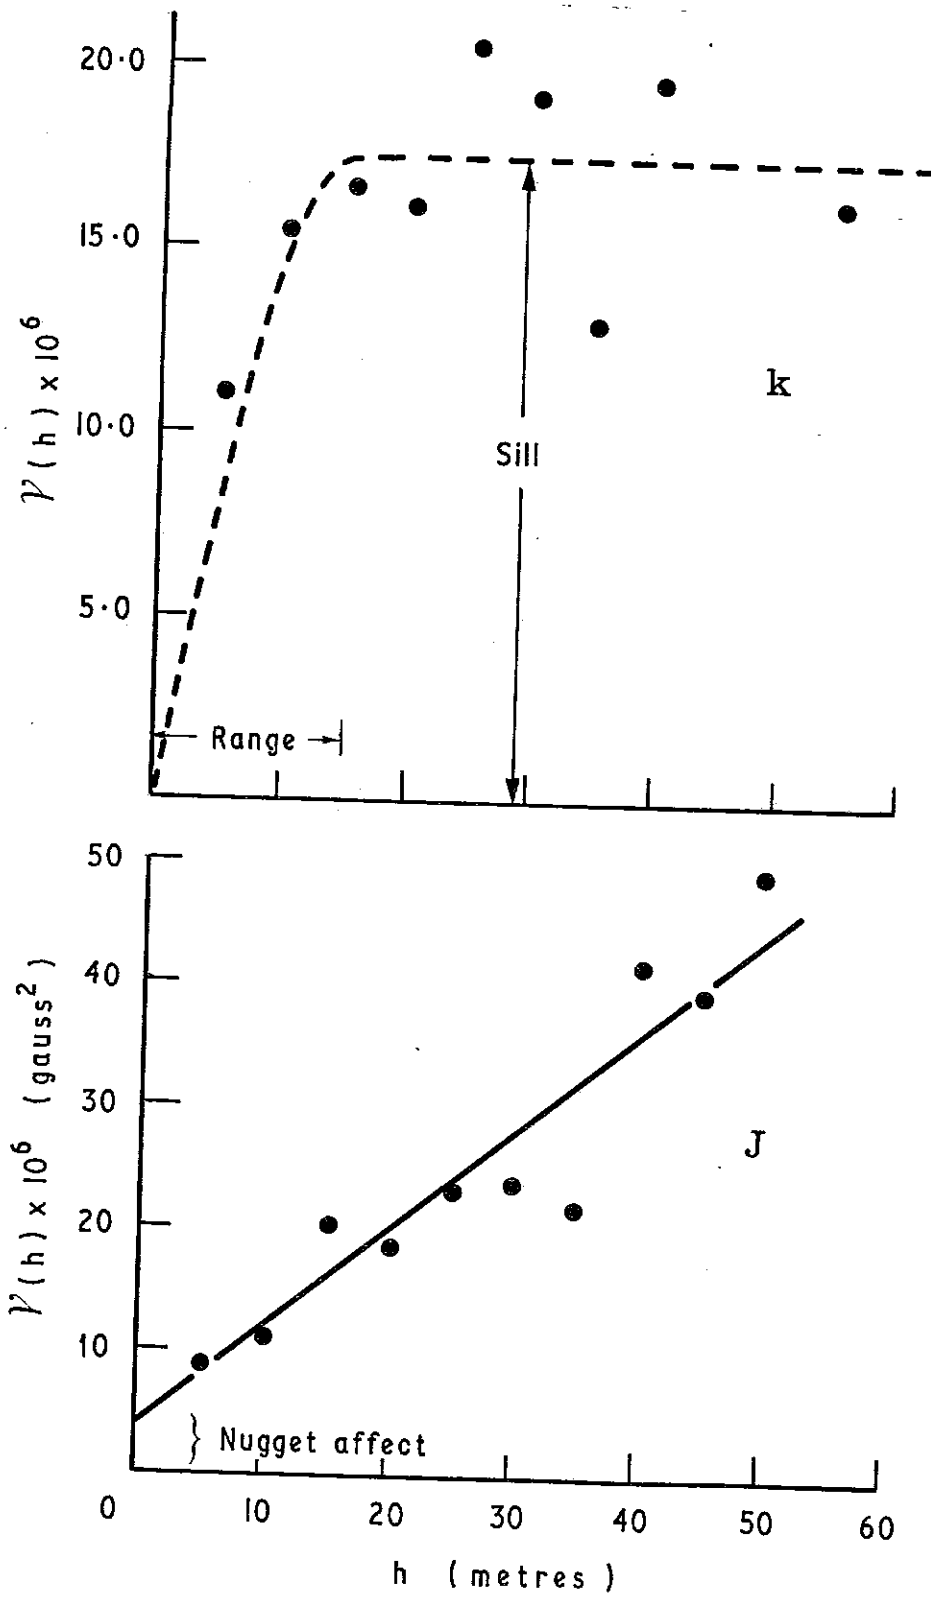 20·0
15·0
10·0
5·0
γ(h) x 10⁶
Sill
k
Range
50
40
30
20
10
γ(h) x 10⁶ (gauss²)
J
Nugget affect
0 10 20 30 40 50 60
h (metres)